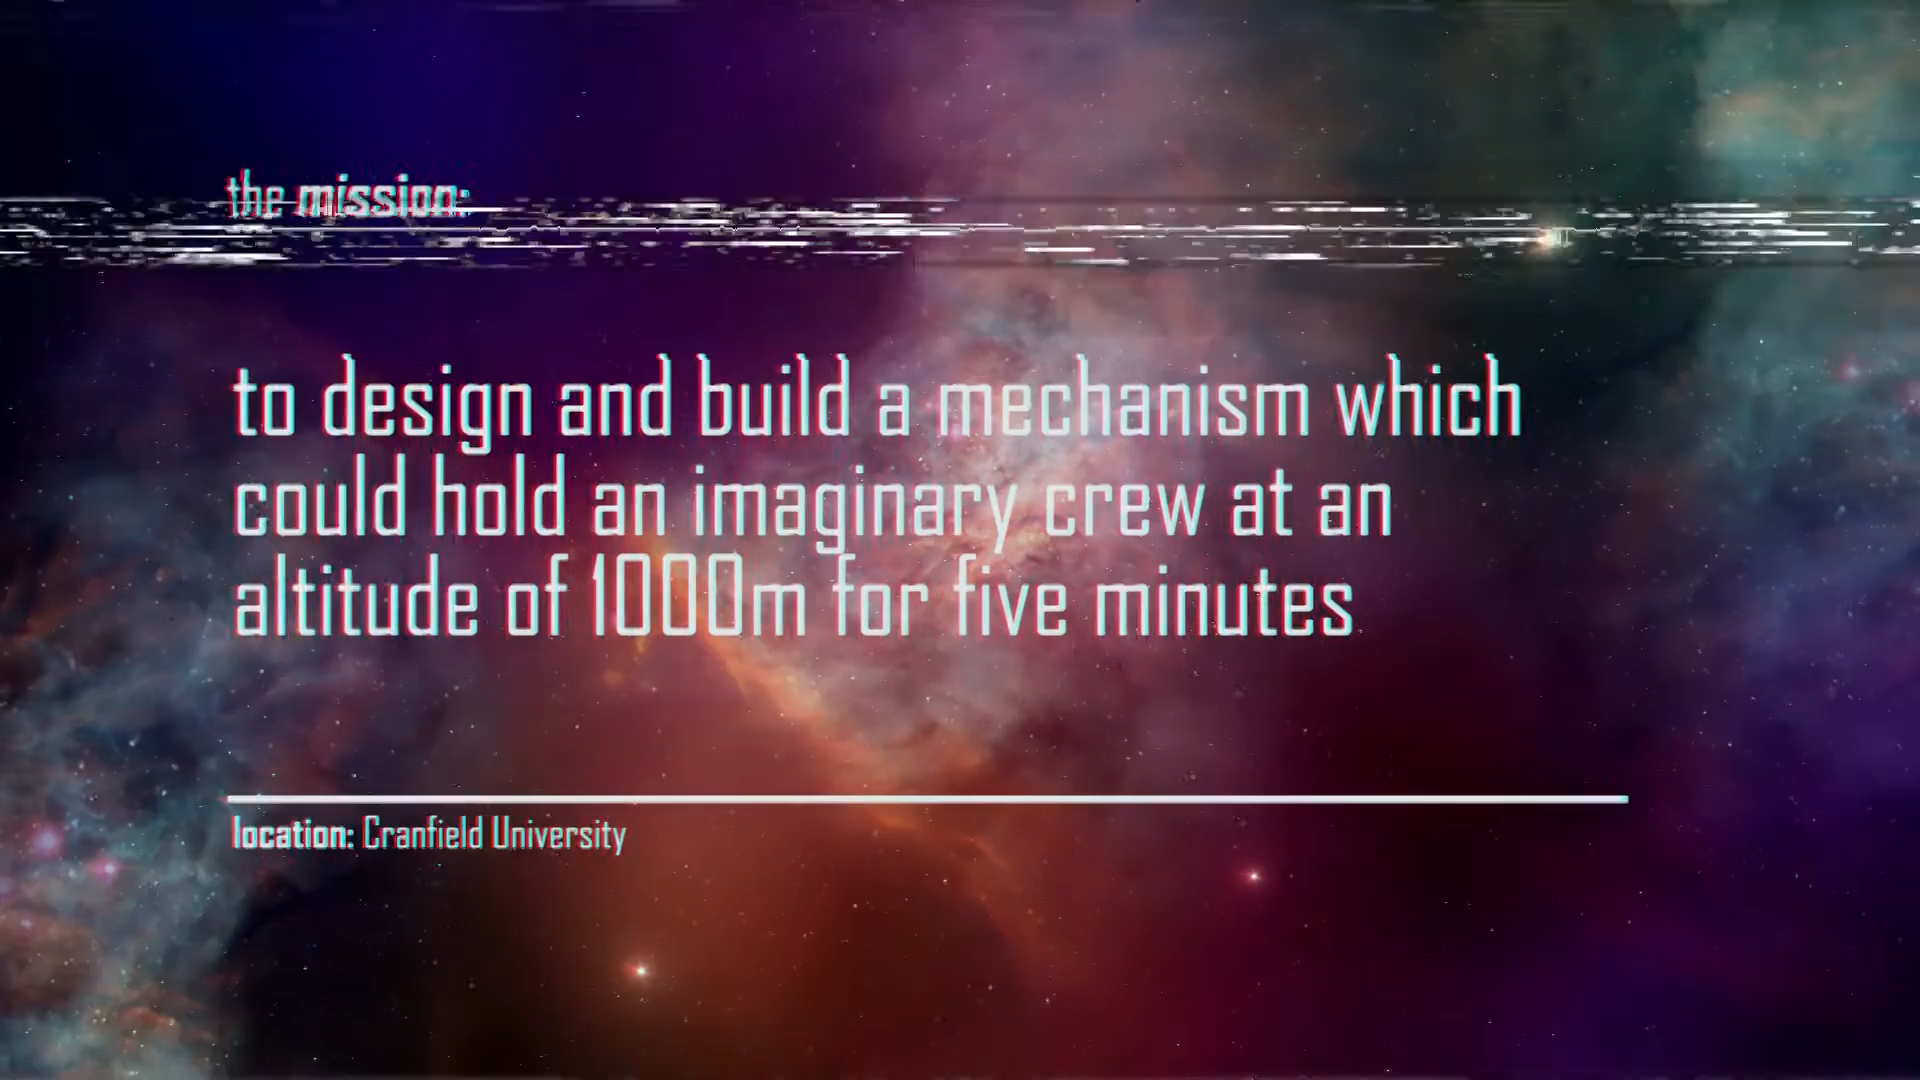 the mission:
to design and build a mechanism which
could hold an imaginary crew at an
altitude of 1000m for five minutes
location: Cranfield University